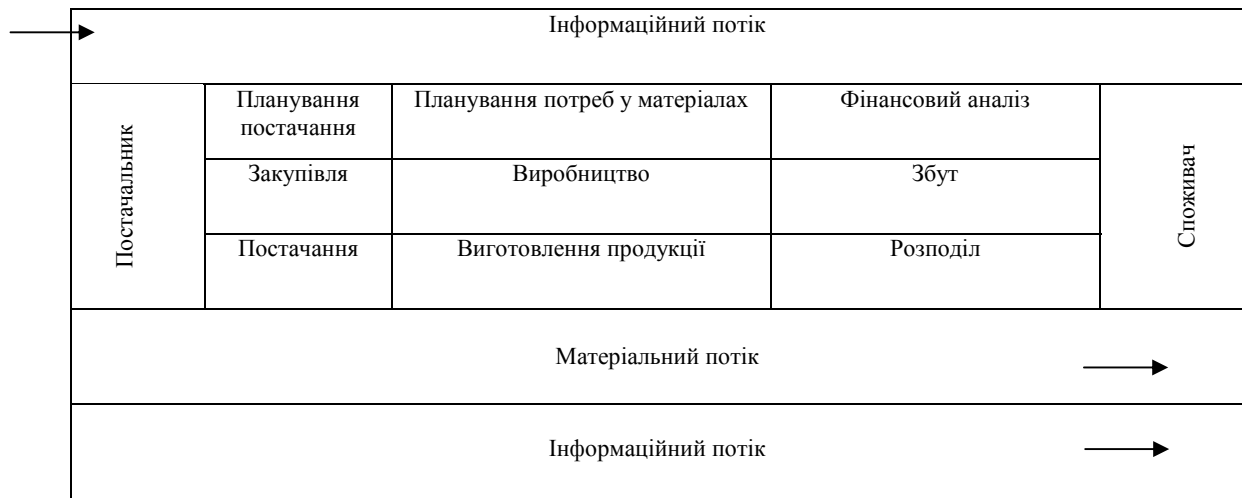 Інформаційний потік
Постачальник
Планування
постачання
Планування потреб у матеріалах
Фінансовий аналіз
Закупівля
Виробництво
Збут
Постачання
Виготовлення продукції
Розподіл
Споживач
Матеріальний потік
Інформаційний потік